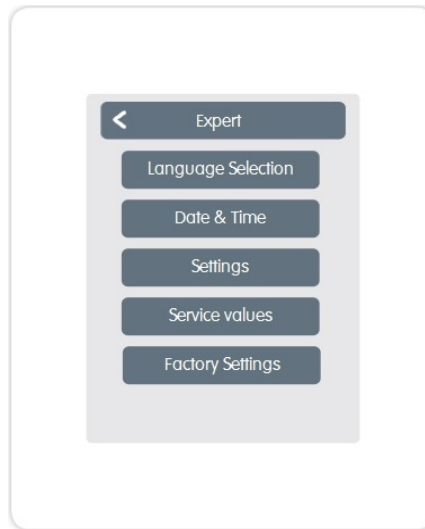 Expert
Language Selection
Date & Time
Settings
Service values
Factory Settings